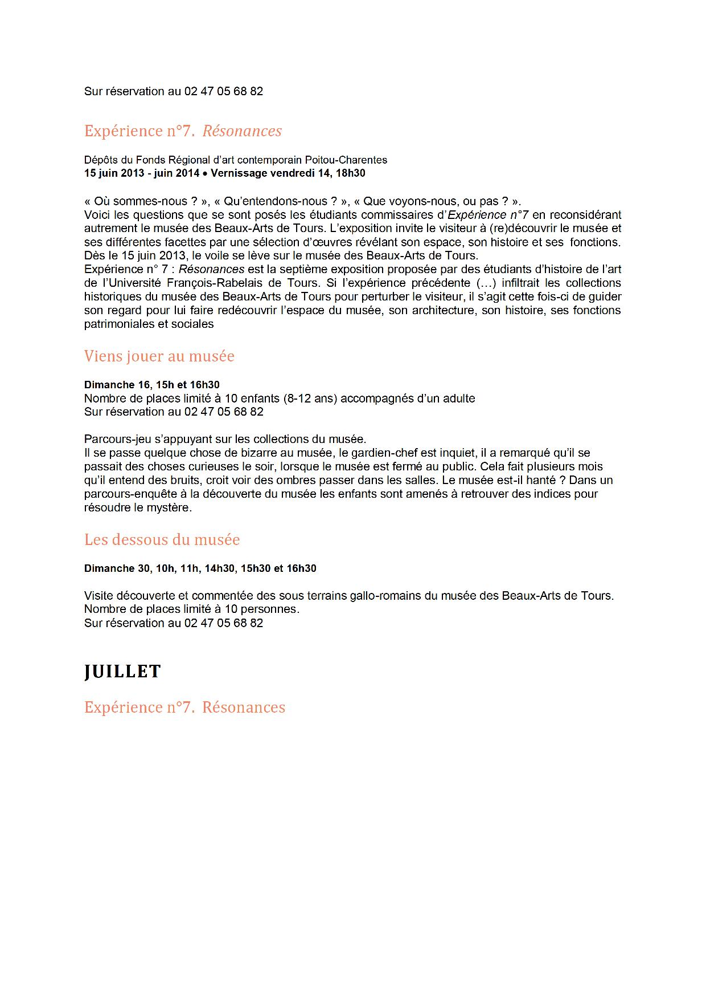 Sur réservation au 02 47 05 68 82
Expérience n°7. Résonances
Dépôts du Fonds Régional d’art contemporain Poitou-Charentes
15 juin 2013 - juin 2014 • Vernissage vendredi 14, 18h30
« Où sommes-nous ? », « Qu’entendons-nous ? », « Que voyons-nous, ou pas ? ».
Voici les questions que se sont posés les étudiants commissaires d’Expérience n°7 en reconsidérant
autrement le musée des Beaux-Arts de Tours. L’exposition invite le visiteur à (re)découvrir le musée et
ses différentes facettes par une sélection d’œuvres révélant son espace, son histoire et ses fonctions.
Dès le 15 juin 2013, le voile se lève sur le musée des Beaux-Arts de Tours.
Expérience n° 7 : Résonances est la septième exposition proposée par des étudiants d’histoire de l’art
de l’Université François-Rabelais de Tours. Si l’expérience précédente (…) infiltrait les collections
historiques du musée des Beaux-Arts de Tours pour perturber le visiteur, il s’agit cette fois-ci de guider
son regard pour lui faire redécouvrir l’espace du musée, son architecture, son histoire, ses fonctions
patrimoniales et sociales
Viens jouer au musée
Dimanche 16, 15h et 16h30
Nombre de places limité à 10 enfants (8-12 ans) accompagnés d’un adulte
Sur réservation au 02 47 05 68 82
Parcours-jeu s’appuyant sur les collections du musée.
Il se passe quelque chose de bizarre au musée, le gardien-chef est inquiet, il a remarqué qu’il se
passait des choses curieuses le soir, lorsque le musée est fermé au public. Cela fait plusieurs mois
qu’il entend des bruits, croit voir des ombres passer dans les salles. Le musée est-il hanté ? Dans un
parcours-enquête à la découverte du musée les enfants sont amenés à retrouver des indices pour
résoudre le mystère.
Les dessous du musée
Dimanche 30, 10h, 11h, 14h30, 15h30 et 16h30
Visite découverte et commentée des sous terrains gallo-romains du musée des Beaux-Arts de Tours.
Nombre de places limité à 10 personnes.
Sur réservation au 02 47 05 68 82
JUILLET
Expérience n°7. Résonances